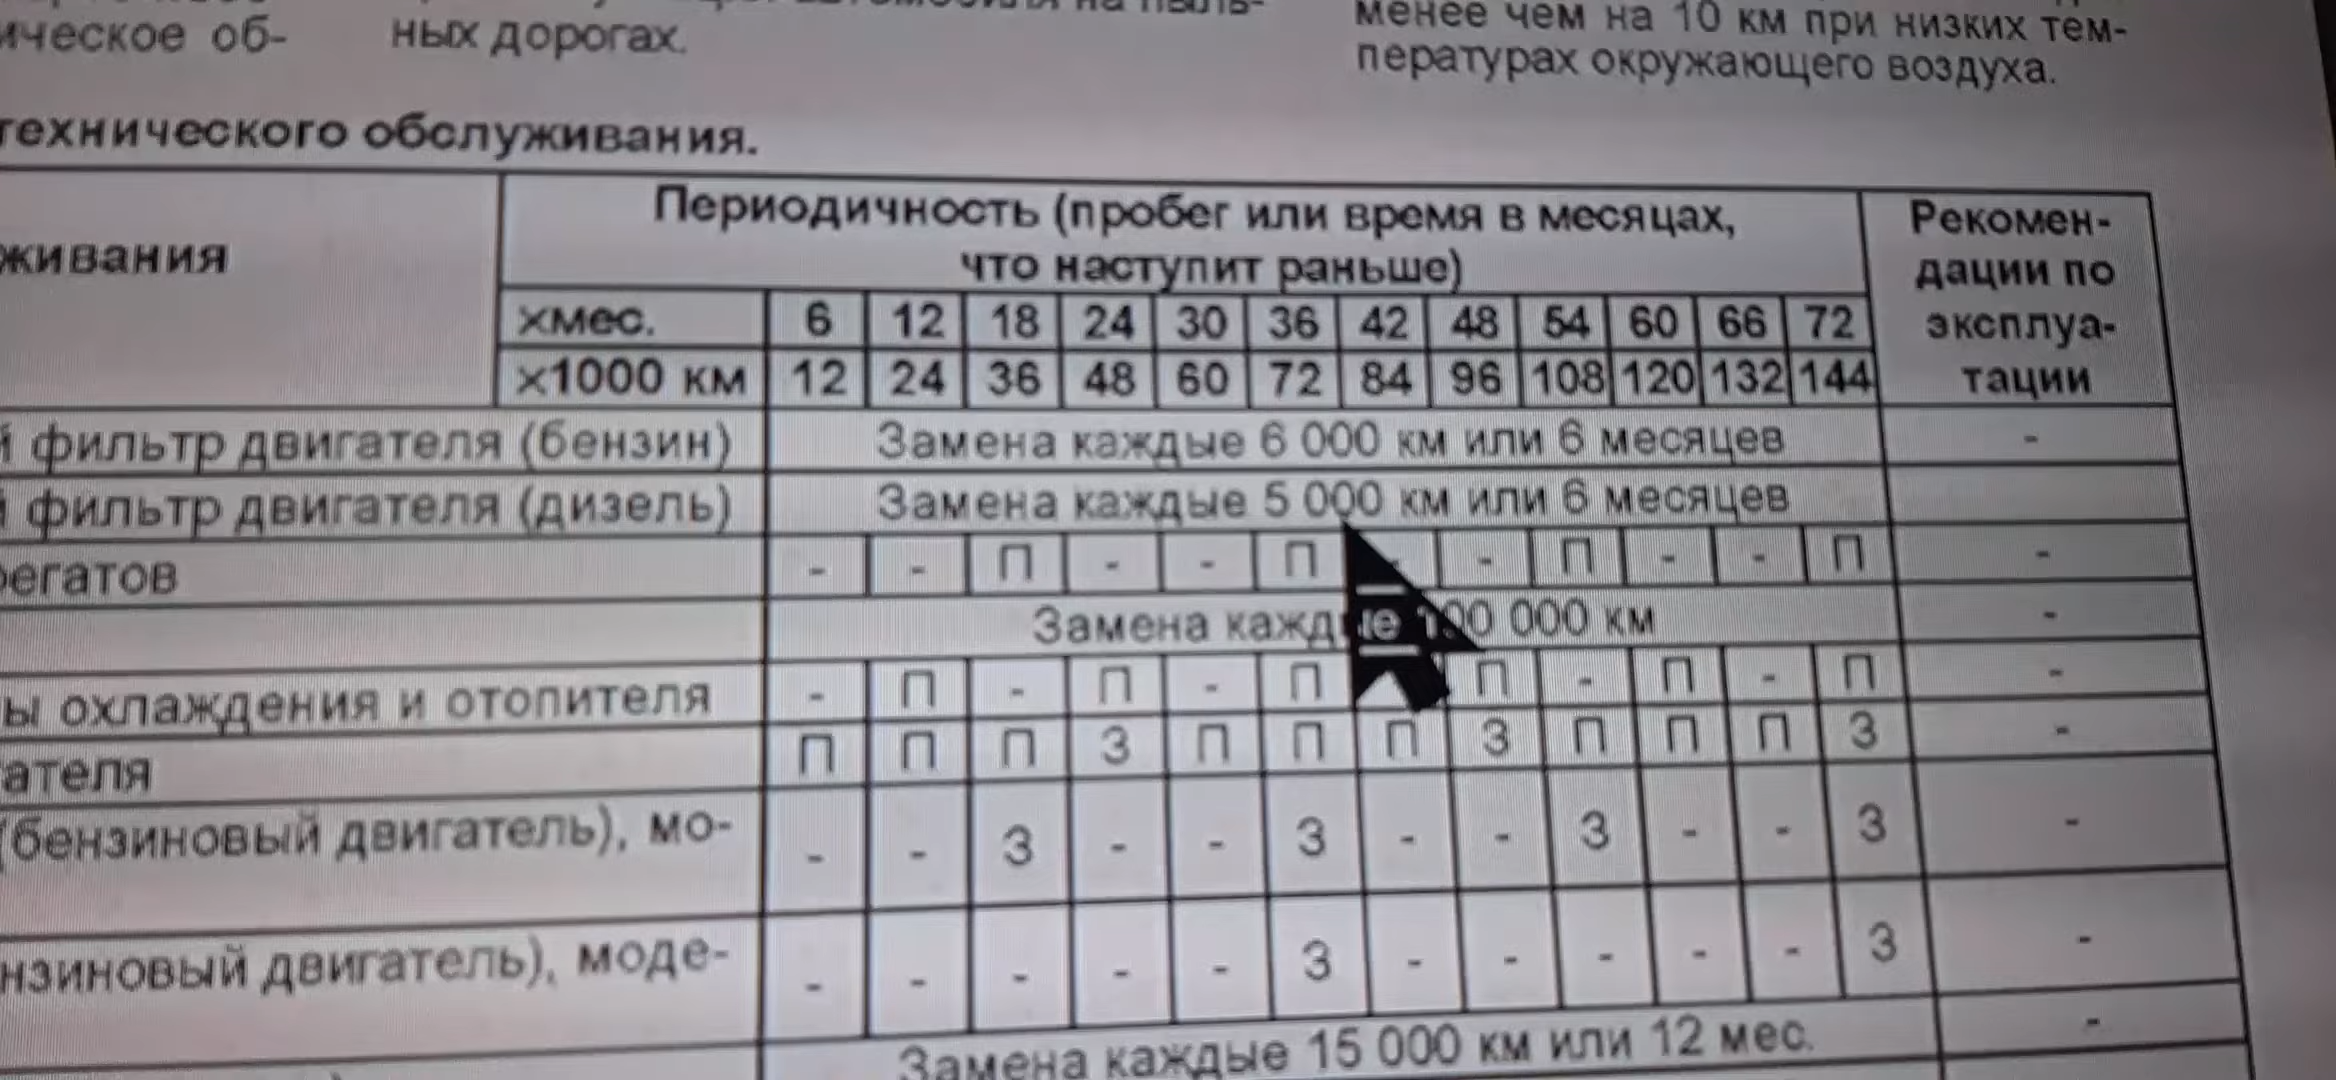 ическое об-
ных дорогах.
менее чем на 10 км при низких тем-
пературах окружающего воздуха.
технического обслуживания.
живания
Периодичность (пробег или время в месяцах,
что наступит раньше)
Рекомен-
дации по
эксплуа-
тации
хмес. 6 12 18 24 30 36 42 48 54 60 66 72
х1000 км 12 24 36 48 60 72 84 96 108 120 132 144
й фильтр двигателя (бензин) Замена каждые 6 000 км или 6 месяцев -
й фильтр двигателя (дизель) Замена каждые 5 000 км или 6 месяцев
регатов - - П - - П - - П - - П -
Замена каждые 100 000 км -
ы охлаждения и отопителя - П - П - П П - П - П -
ателя П П П З П П П З П П П З -
(бензиновый двигатель), мо- - - З - - З - - З - - З -
нзиновый двигатель), моде- - - - - - З - - - - - З -
Замена каждые 15 000 км или 12 мес. -